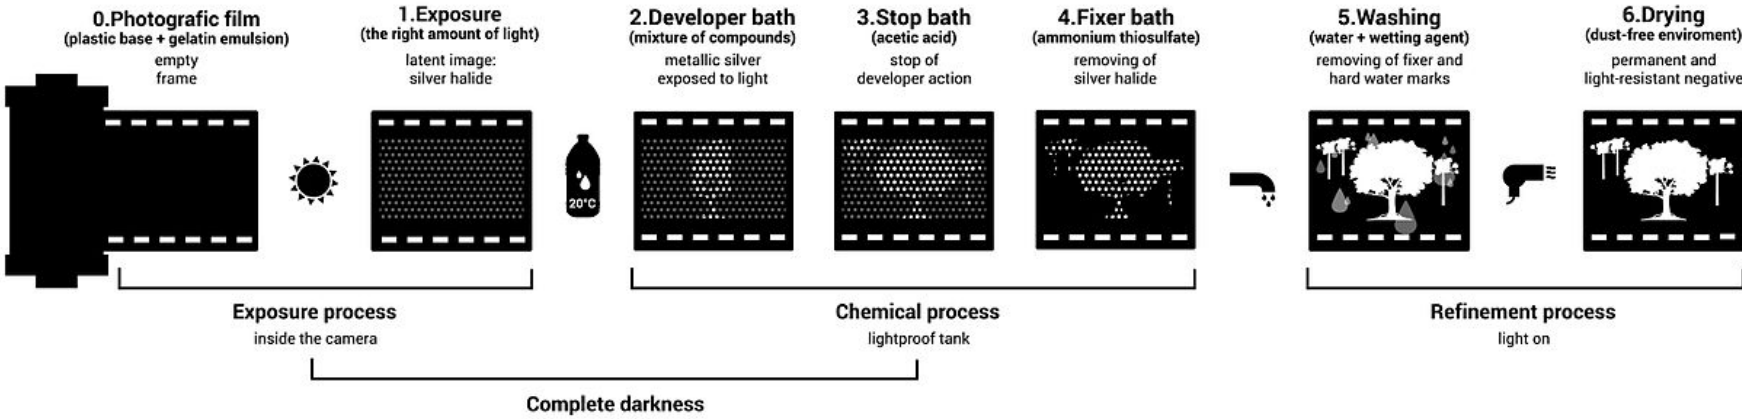 0.Photografic film
(plastic base + gelatin emulsion)
empty
frame
1.Exposure
(the right amount of light)
latent image:
silver halide
20°C
2.Developer bath
(mixture of compounds)
metallic silver
exposed to light
3.Stop bath
(acetic acid)
stop of
developer action
4.Fixer bath
(ammonium thiosulfate)
removing of
silver halide
5.Washing
(water + wetting agent)
removing of fixer and
hard water marks
6.Drying
(dust-free enviroment)
permanent and
light-resistant negative
Exposure process
inside the camera
Chemical process
lightproof tank
Refinement process
light on
Complete darkness